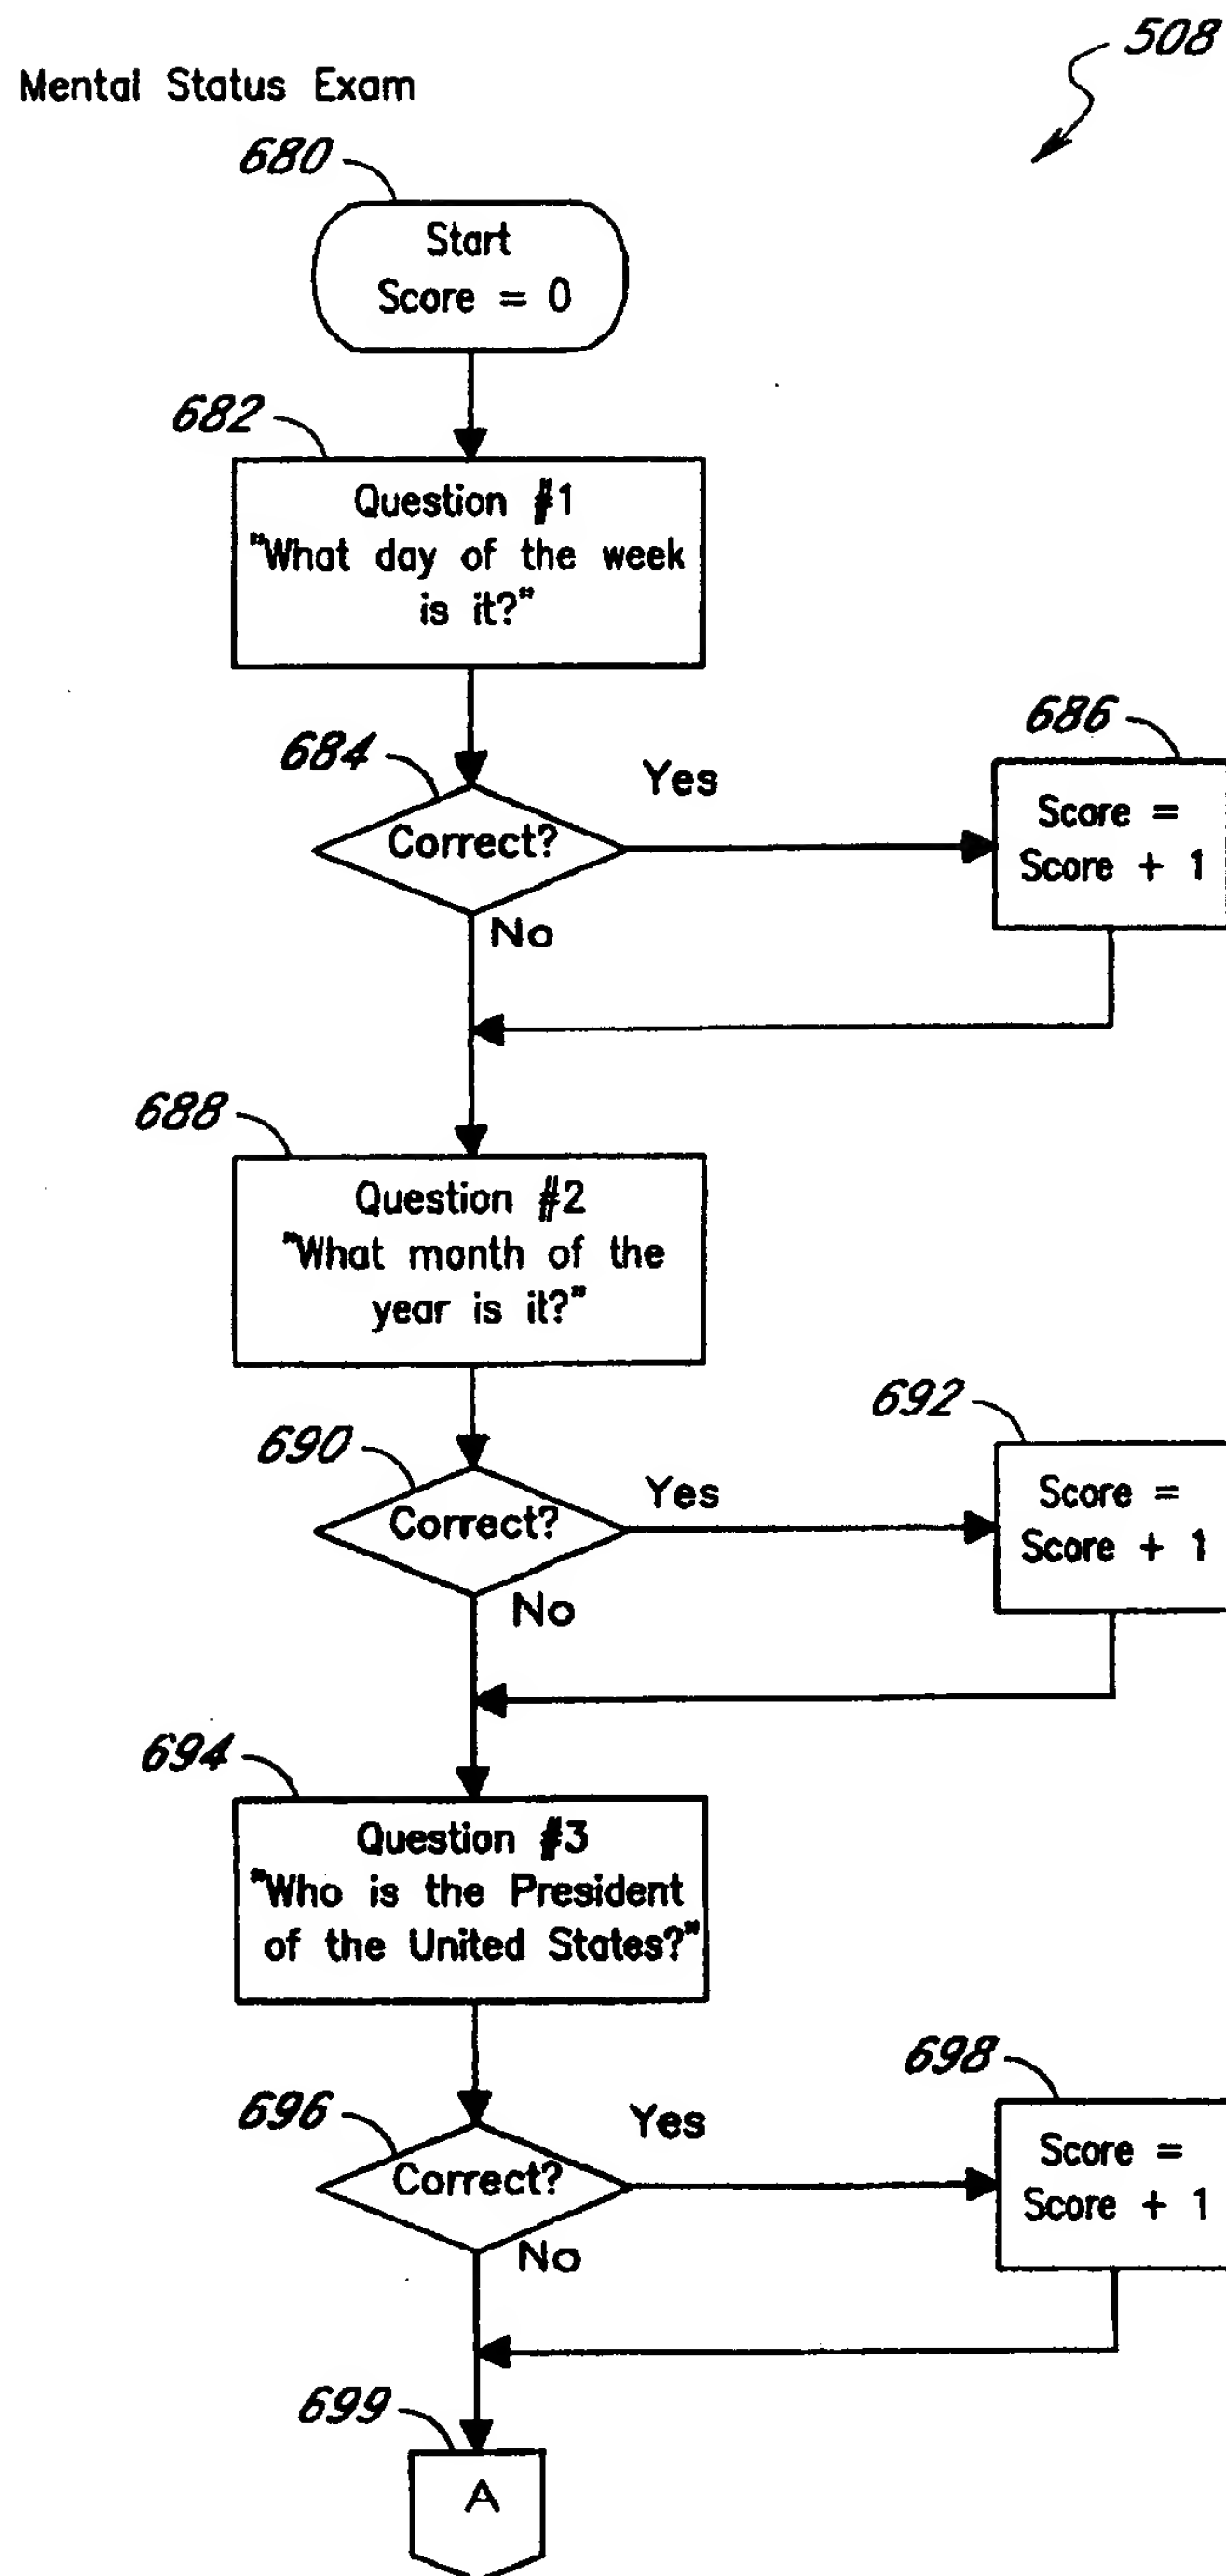 508
Mental Status Exam
680
Start
Score = 0
682
Question #1
"What day of the week
is it?"
684
Correct?
Yes
686
Score =
Score + 1
No
688
Question #2
"What month of the
year is it?"
690
Correct?
Yes
692
Score =
Score + 1
No
694
Question #3
"Who is the President
of the United States?"
696
Correct?
Yes
698
Score =
Score + 1
No
699
A